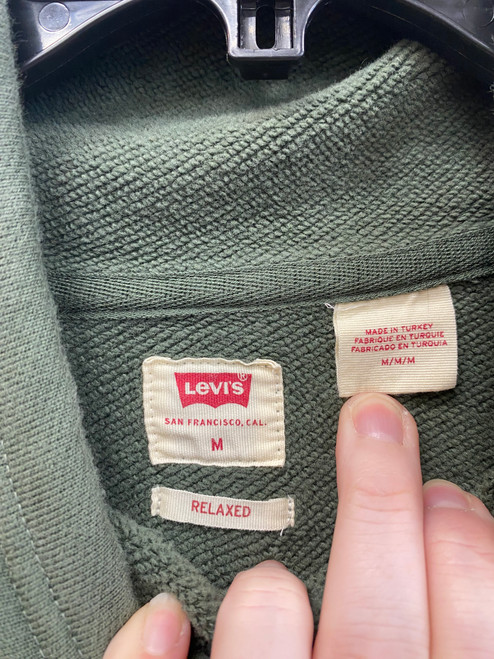 MADE IN TURKEY
FABRIQUE EN TURQUIE
FABRICADO EN TURQUIA
M/M/M
LEVI'S®
SAN FRANCISCO, CAL.
M
RELAXED